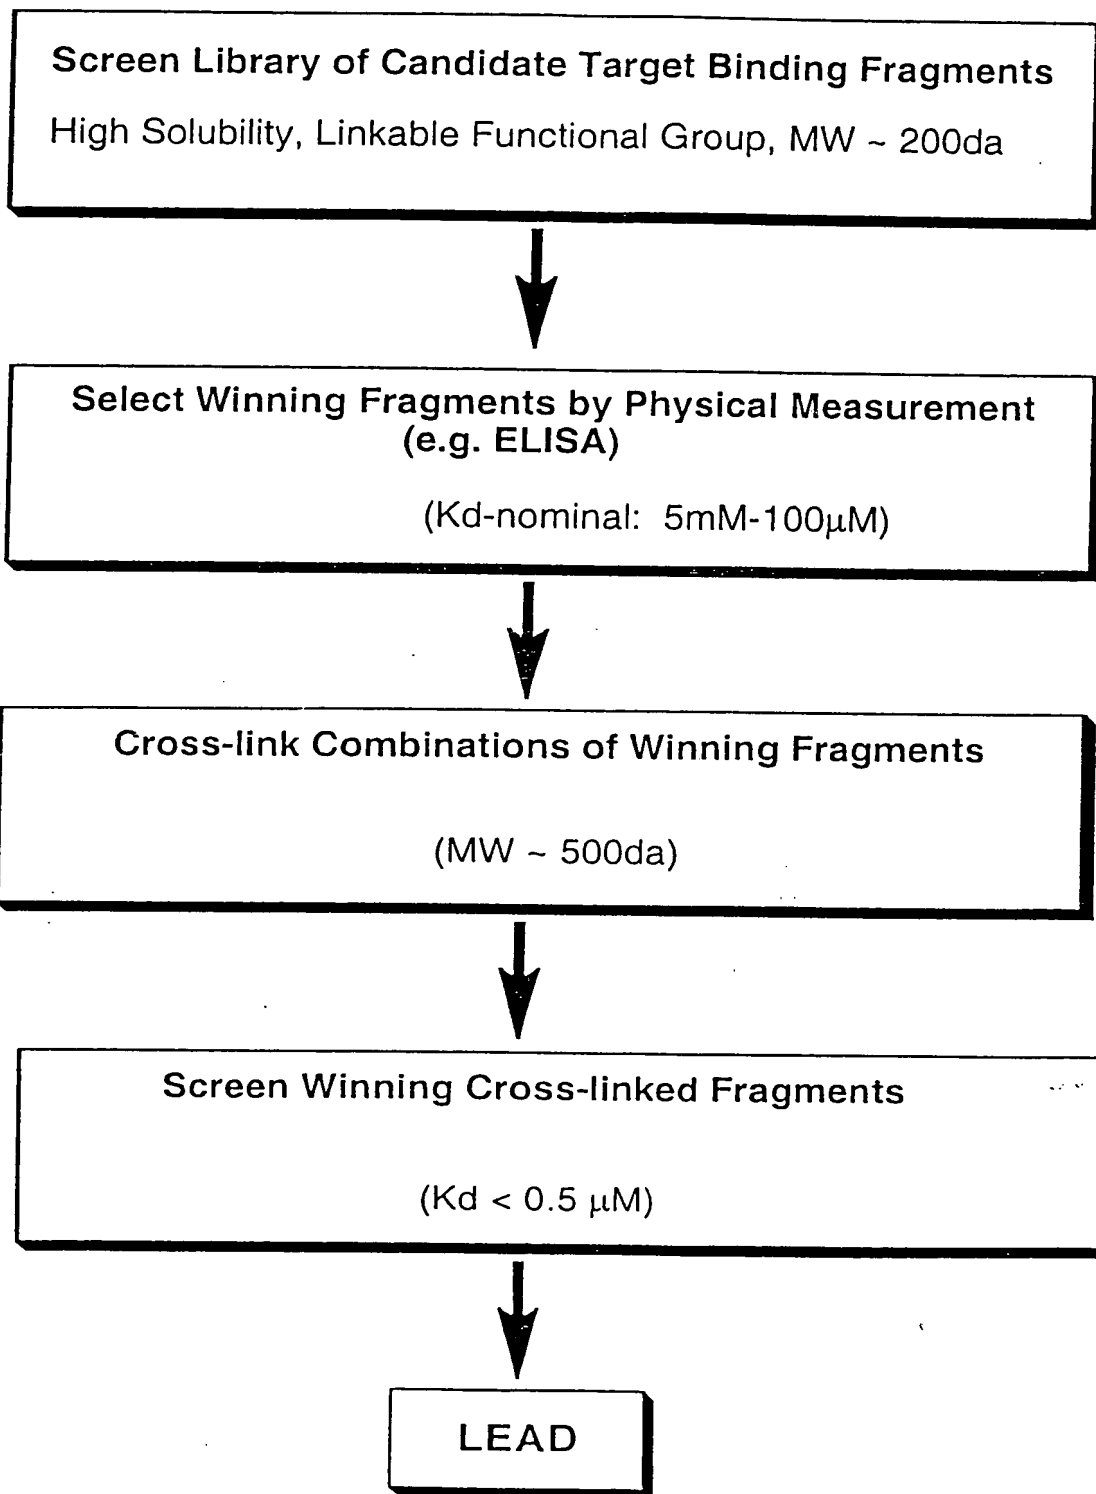 Screen Library of Candidate Target Binding Fragments
High Solubility, Linkable Functional Group, MW ~ 200da
Select Winning Fragments by Physical Measurement
(e.g. ELISA)
(Kd-nominal: 5mM-100μM)
Cross-link Combinations of Winning Fragments
(MW ~ 500da)
Screen Winning Cross-linked Fragments
(Kd < 0.5 μM)
LEAD